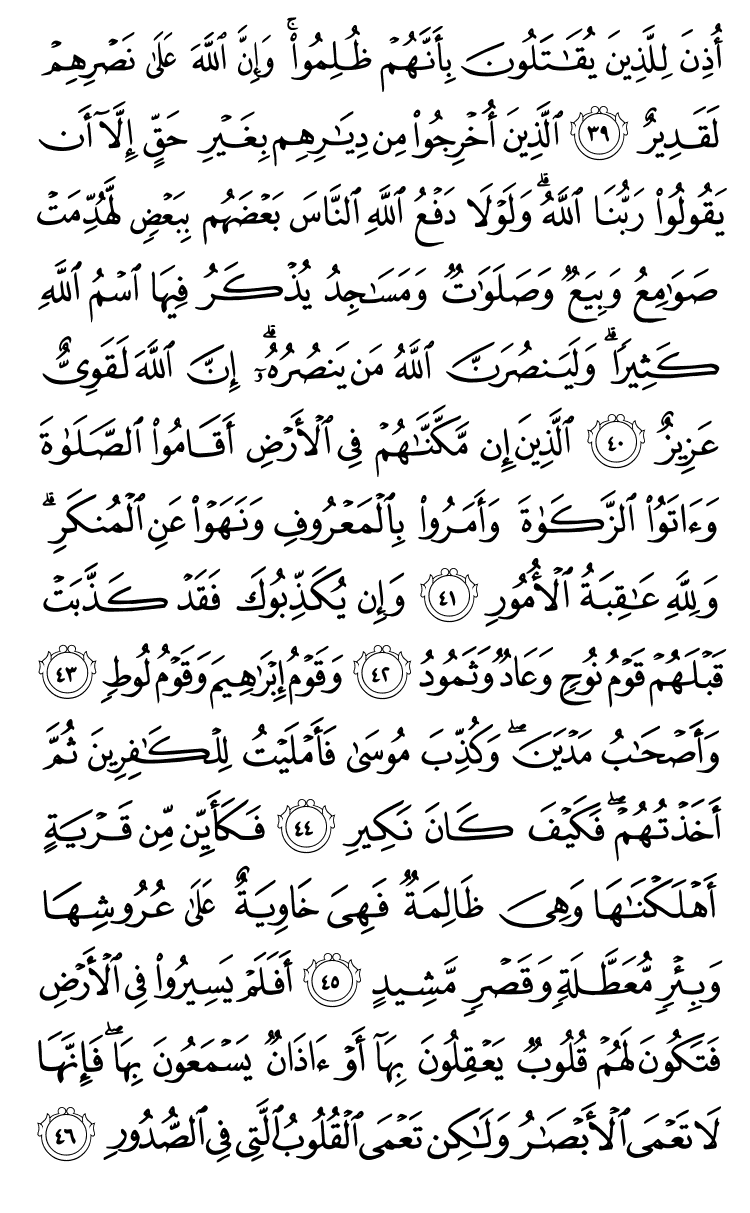 أُذِنَ لِلَّذِينَ يُقَٰتَلُونَ بِأَنَّهُمۡ ظُلِمُواْۚ وَإِنَّ ٱللَّهَ عَلَىٰ نَصۡرِهِمۡ
لَقَدِيرٌ ٣٩ ٱلَّذِينَ أُخۡرِجُواْ مِن دِيَٰرِهِم بِغَيۡرِ حَقٍّ إِلَّآ أَن
يَقُولُواْ رَبُّنَا ٱللَّهُۗ وَلَوۡلَا دَفۡعُ ٱللَّهِ ٱلنَّاسَ بَعۡضَهُم بِبَعۡضٖ لَّهُدِّمَتۡ
صَوَٰمِعُ وَبِيَعٞ وَصَلَوَٰتٞ وَمَسَٰجِدُ يُذۡكَرُ فِيهَا ٱسۡمُ ٱللَّهِ
كَثِيرٗاۗ وَلَيَنصُرَنَّ ٱللَّهُ مَن يَنصُرُهُۥٓۗ إِنَّ ٱللَّهَ لَقَوِيٌّ
عَزِيزٌ ٤٠ ٱلَّذِينَ إِن مَّكَّنَّٰهُمۡ فِي ٱلۡأَرۡضِ أَقَامُواْ ٱلصَّلَوٰةَ
وَءَاتَوُاْ ٱلزَّكَوٰةَ وَأَمَرُواْ بِٱلۡمَعۡرُوفِ وَنَهَوۡاْ عَنِ ٱلۡمُنكَرِۗ
وَلِلَّهِ عَٰقِبَةُ ٱلۡأُمُورِ ٤١ وَإِن يُكَذِّبُوكَ فَقَدۡ كَذَّبَتۡ
قَبۡلَهُمۡ قَوۡمُ نُوحٖ وَعَادٞ وَثَمُودُ ٤٢ وَقَوۡمُ إِبۡرَٰهِيمَ وَقَوۡمُ لُوطٖ ٤٣
وَأَصۡحَٰبُ مَدۡيَنَۖ وَكُذِّبَ مُوسَىٰ فَأَمۡلَيۡتُ لِلۡكَٰفِرِينَ ثُمَّ
أَخَذۡتُهُمۡۖ فَكَيۡفَ كَانَ نَكِيرِ ٤٤ فَكَأَيِّن مِّن قَرۡيَةٍ
أَهۡلَكۡنَٰهَا وَهِيَ ظَالِمَةٞ فَهِيَ خَاوِيَةٌ عَلَىٰ عُرُوشِهَا
وَبِئۡرٖ مُّعَطَّلَةٖ وَقَصۡرٖ مَّشِيدٍ ٤٥ أَفَلَمۡ يَسِيرُواْ فِي ٱلۡأَرۡضِ
فَتَكُونَ لَهُمۡ قُلُوبٞ يَعۡقِلُونَ بِهَآ أَوۡ ءَاذَانٞ يَسۡمَعُونَ بِهَاۖ فَإِنَّهَا
لَا تَعۡمَى ٱلۡأَبۡصَٰرُ وَلَٰكِن تَعۡمَى ٱلۡقُلُوبُ ٱلَّتِي فِي ٱلصُّدُورِ ٤٦